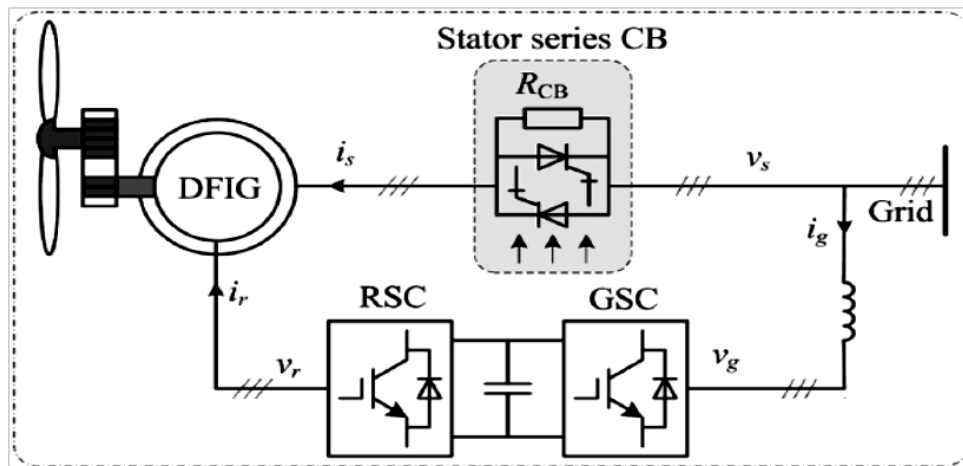 Stator series CB
R_CB
i_s
v_s
DFIG
Grid
i_g
i_r
RSC
GSC
v_r
v_g